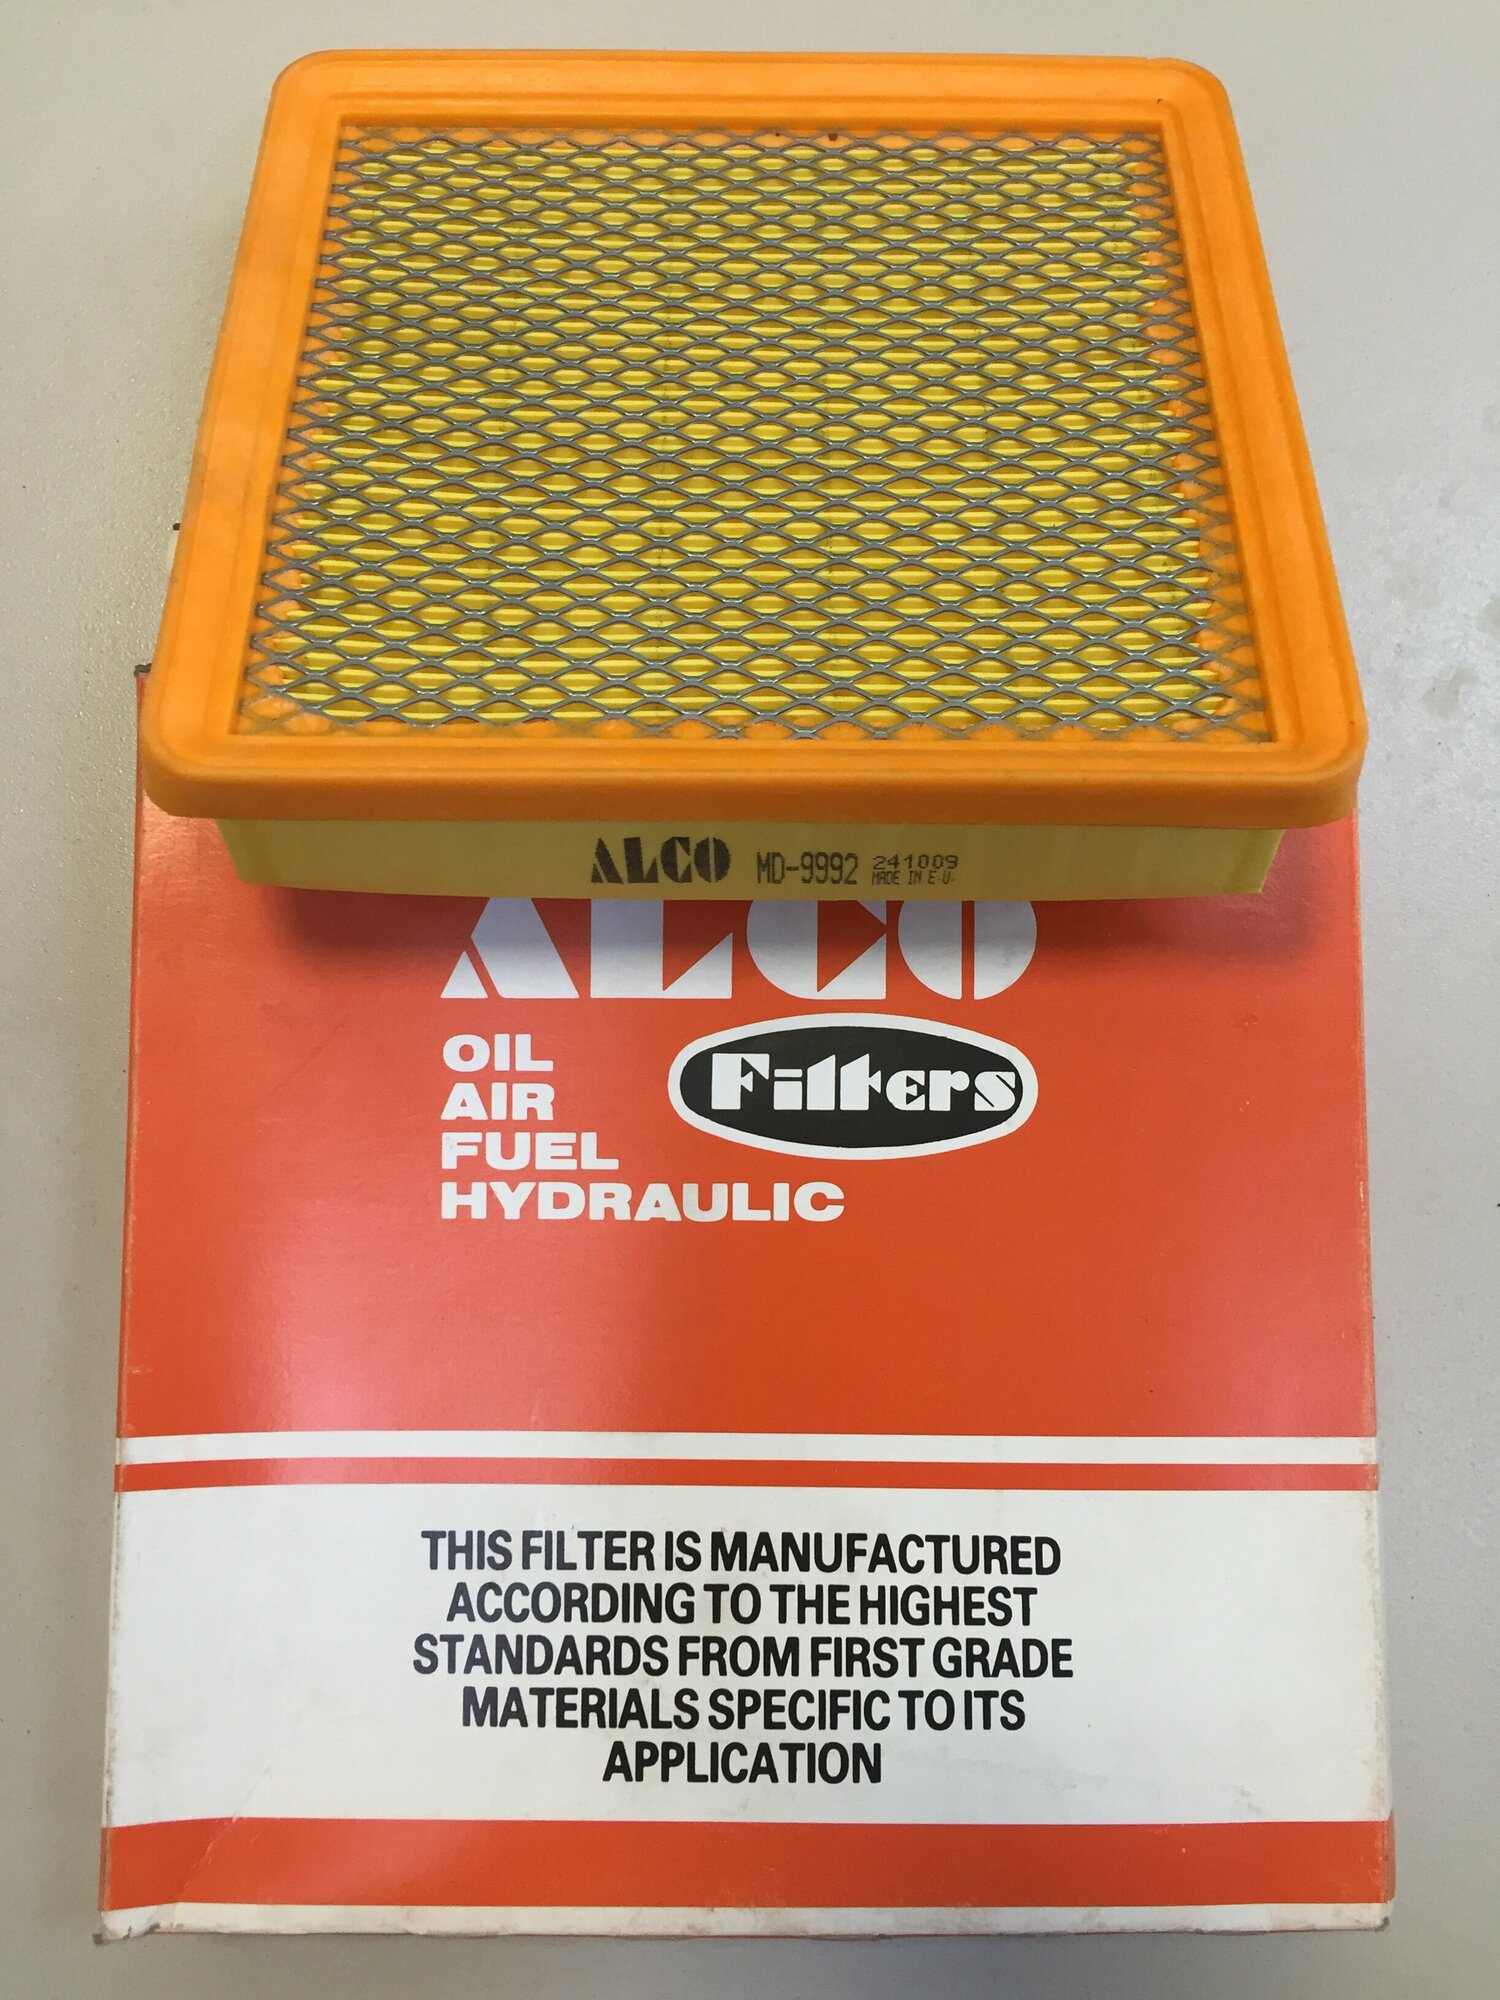 ALCO MD-9992 241009
MADE IN E.U.
ALCO
Filters
OIL
AIR
FUEL
HYDRAULIC
THIS FILTER IS MANUFACTURED
ACCORDING TO THE HIGHEST
STANDARDS FROM FIRST GRADE
MATERIALS SPECIFIC TO ITS
APPLICATION